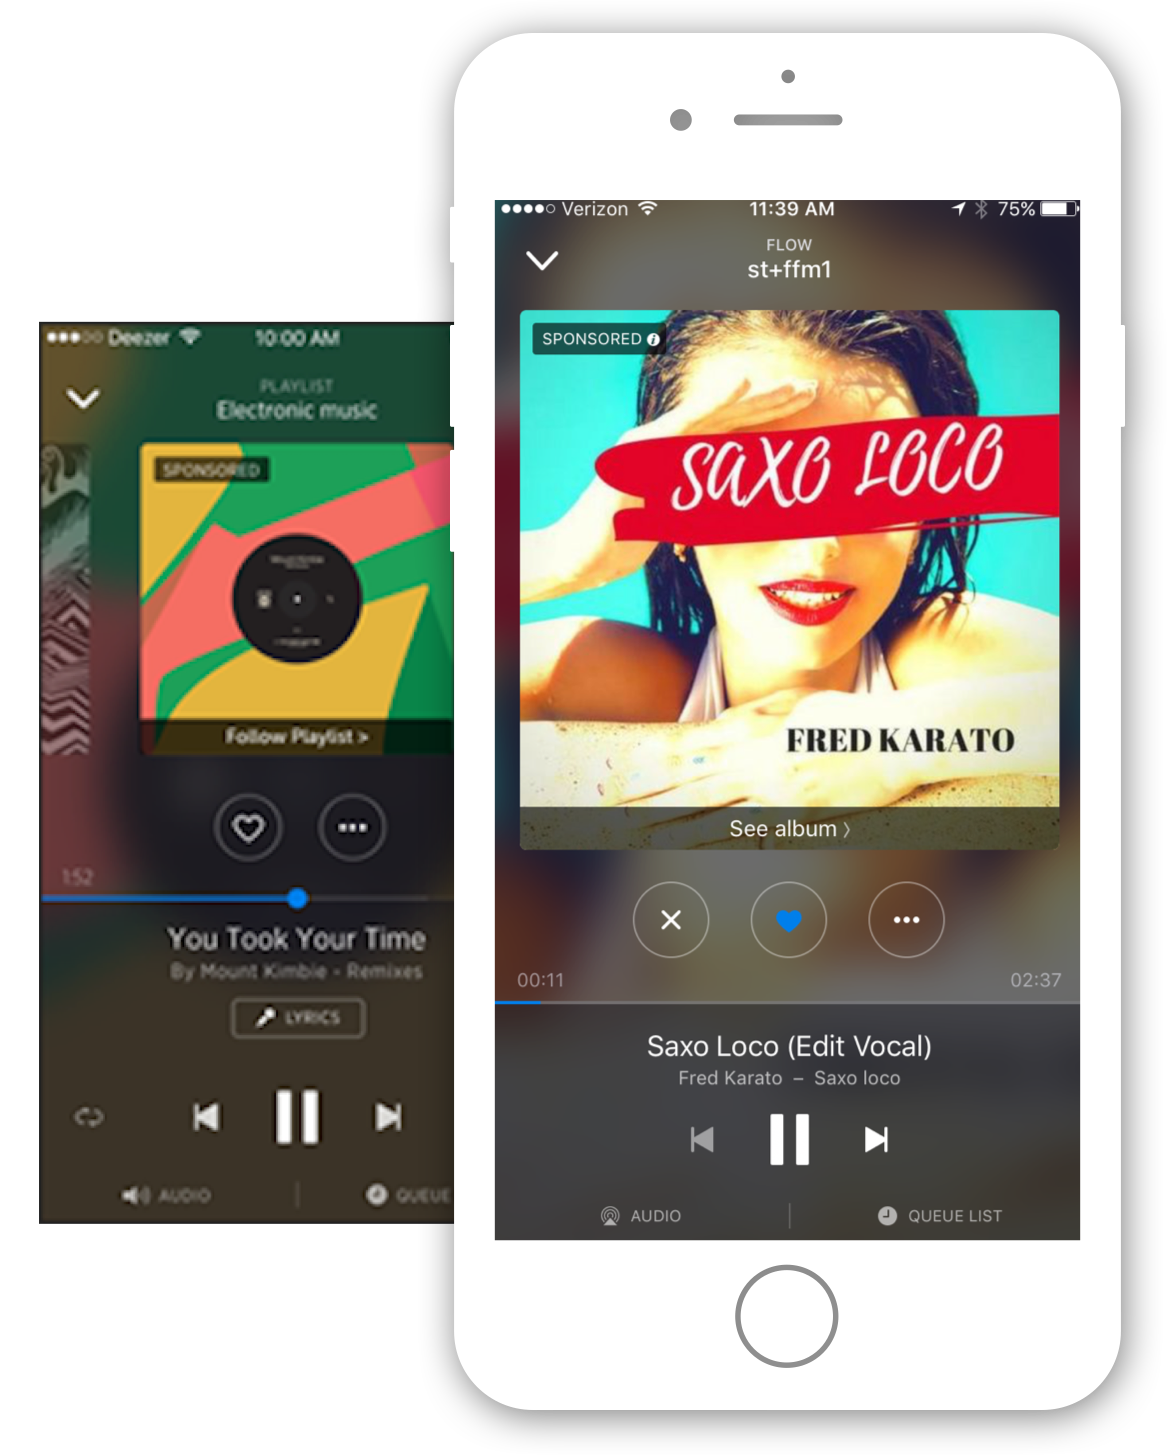 Deezer 10:00 AM
PLAYLIST
Electronic music
SPONSORED
Follow Playlist >
1:52
You Took Your Time
By Mount Kimbie - Remixes
LYRICS
AUDIO
QUEUE
Verizon 11:39 AM 75%
FLOW
st+ffm1
SPONSORED
SAXO LOCO
FRED KARATO
See album 〉
00:11 02:37
Saxo Loco (Edit Vocal)
Fred Karato – Saxo loco
AUDIO
QUEUE LIST